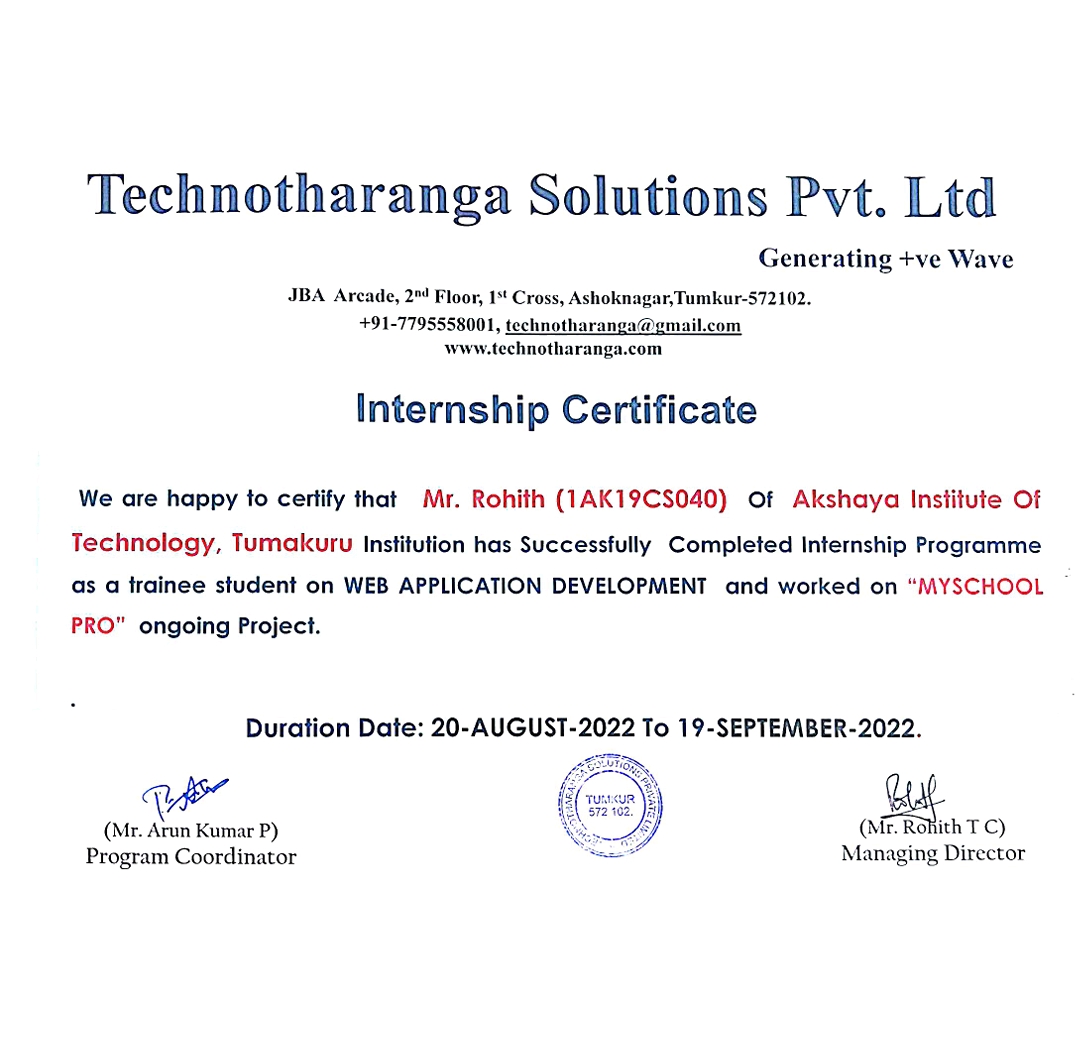 Technotharanga Solutions Pvt. Ltd
Generating +ve Wave
JBA Arcade, 2nd Floor, 1st Cross, Ashoknagar,Tumkur-572102.
+91-7795558001, technotharanga@gmail.com
www.technotharanga.com
Internship Certificate
We are happy to certify that Mr. Rohith (1AK19CS040) Of Akshaya Institute Of
Technology, Tumakuru Institution has Successfully Completed Internship Programme
as a trainee student on WEB APPLICATION DEVELOPMENT and worked on “MYSCHOOL
PRO” ongoing Project.
.
Duration Date: 20-AUGUST-2022 To 19-SEPTEMBER-2022.
TECHNOTHARANGA SOLUTIONS PRIVATE LIMITED
TUMKUR
572 102.
(Mr. Arun Kumar P)
Program Coordinator
(Mr. Rohith T C)
Managing Director